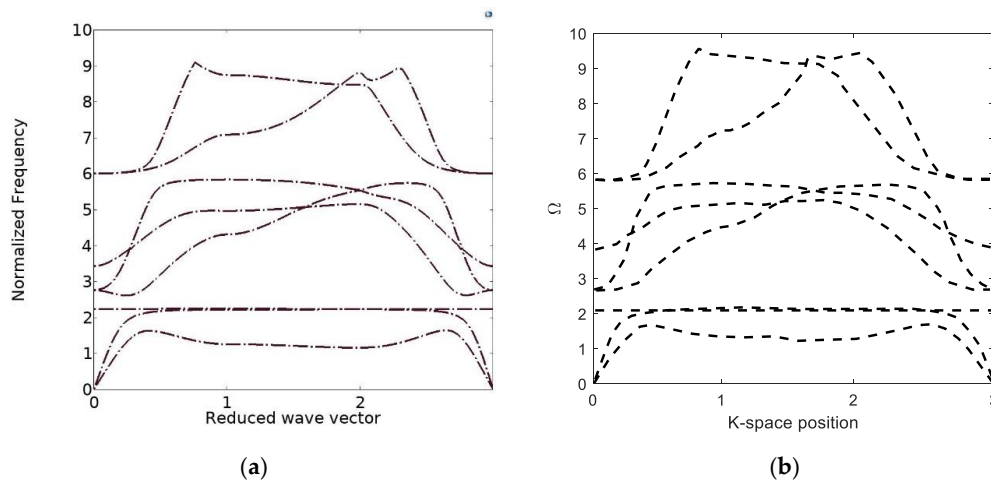 10
9
8
7
6
5
4
3
2
1
0
Normalized Frequency
0 1 2
Reduced wave vector
(a)
10
9
8
7
6
5
4
3
2
1
0
Ω
0 1 2 3
K-space position
(b)